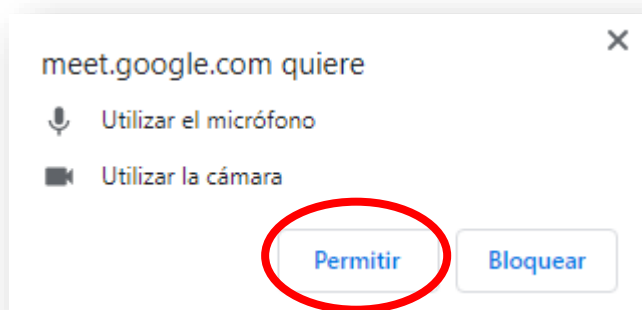 meet.google.com quiere
Utilizar el micrófono
Utilizar la cámara
Permitir
Bloquear